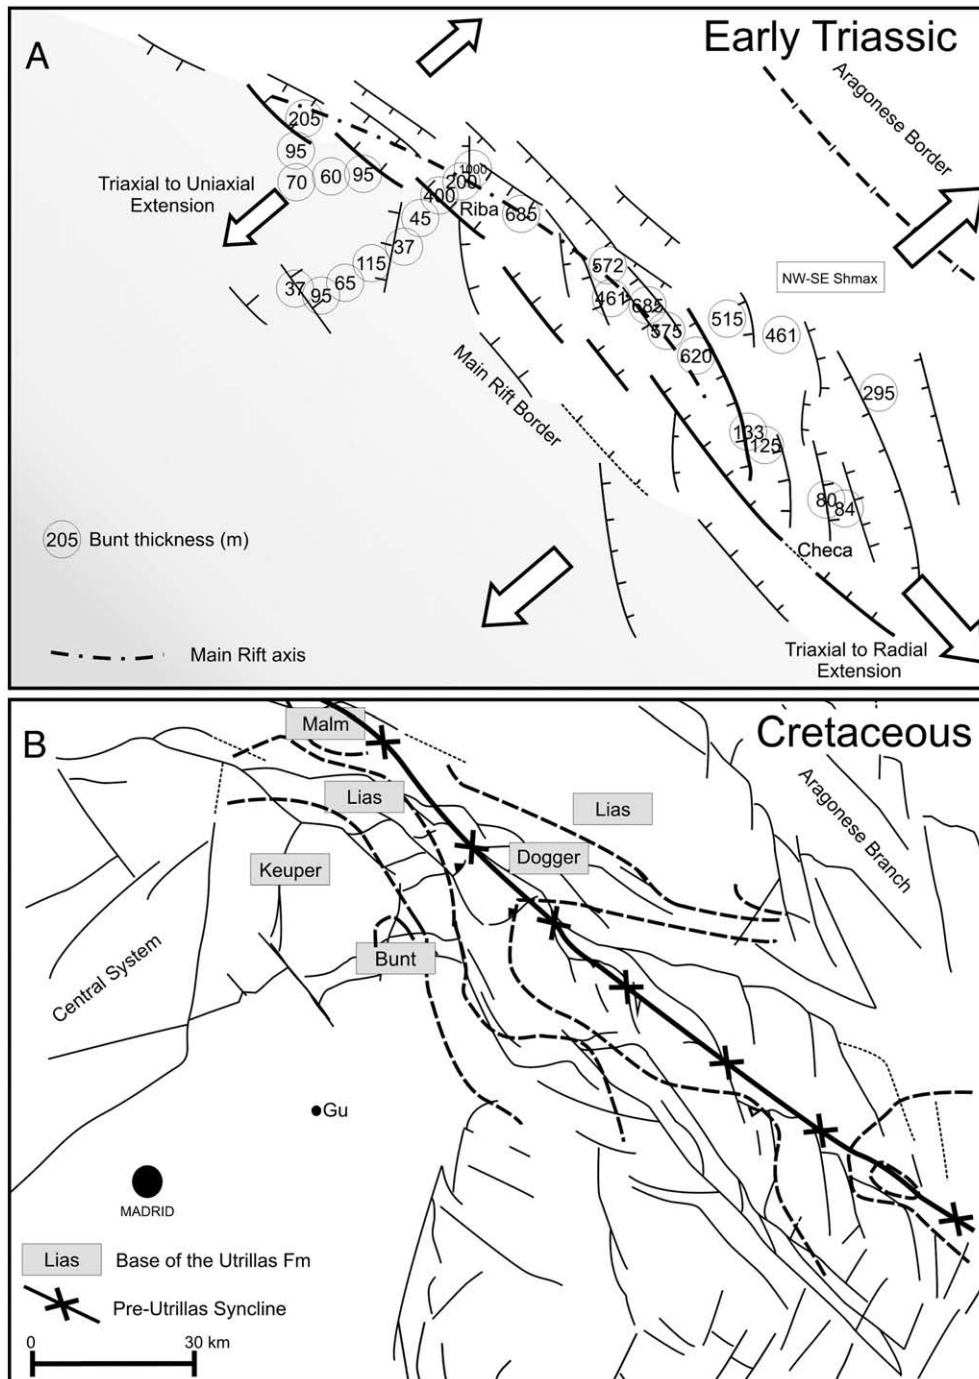 A
Early Triassic
Aragonese Border
205
95
70
60
95
1000
200
400
Riba
685
45
37
115
65
95
37
Triaxial to Uniaxial
Extension
572
461
685
575
620
515
461
NW-SE Shmax
295
Main Rift Border
133
125
80
84
Checa
205
Bunt thickness (m)
Main Rift axis
Triaxial to Radial
Extension
B
Cretaceous
Malm
Lias
Lias
Aragonese Branch
Keuper
Dogger
Bunt
Central System
Gu
MADRID
Lias
Base of the Utrillas Fm
Pre-Utrillas Syncline
0
30 km